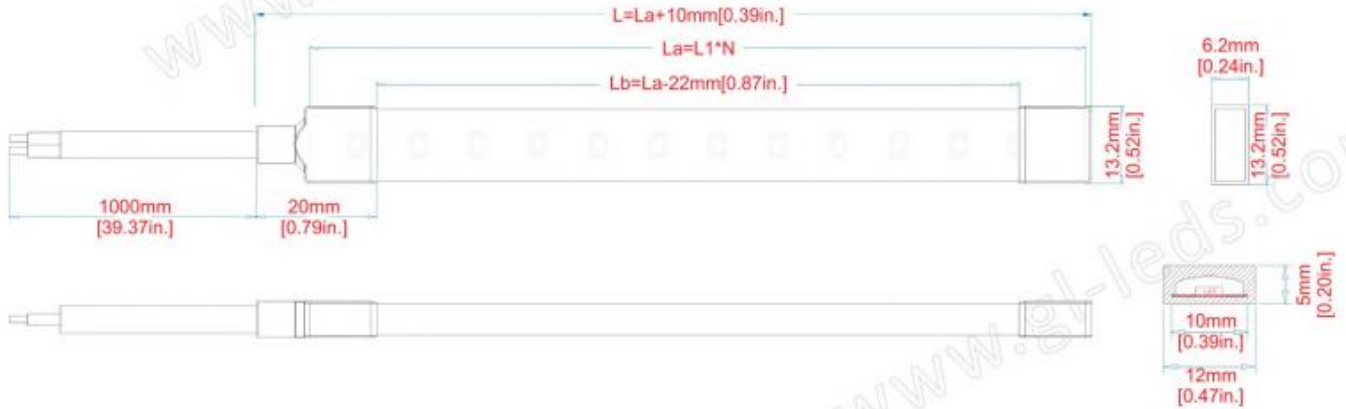 L=La+10mm[0.39in.]
La=L1*N
Lb=La-22mm[0.87in.]
6.2mm
[0.24in.]
13.2mm
[0.52in.]
13.2mm
[0.52in.]
1000mm
[39.37in.]
20mm
[0.79in.]
5mm
[0.20in.]
10mm
[0.39in.]
12mm
[0.47in.]
www.gl-leds.co
www